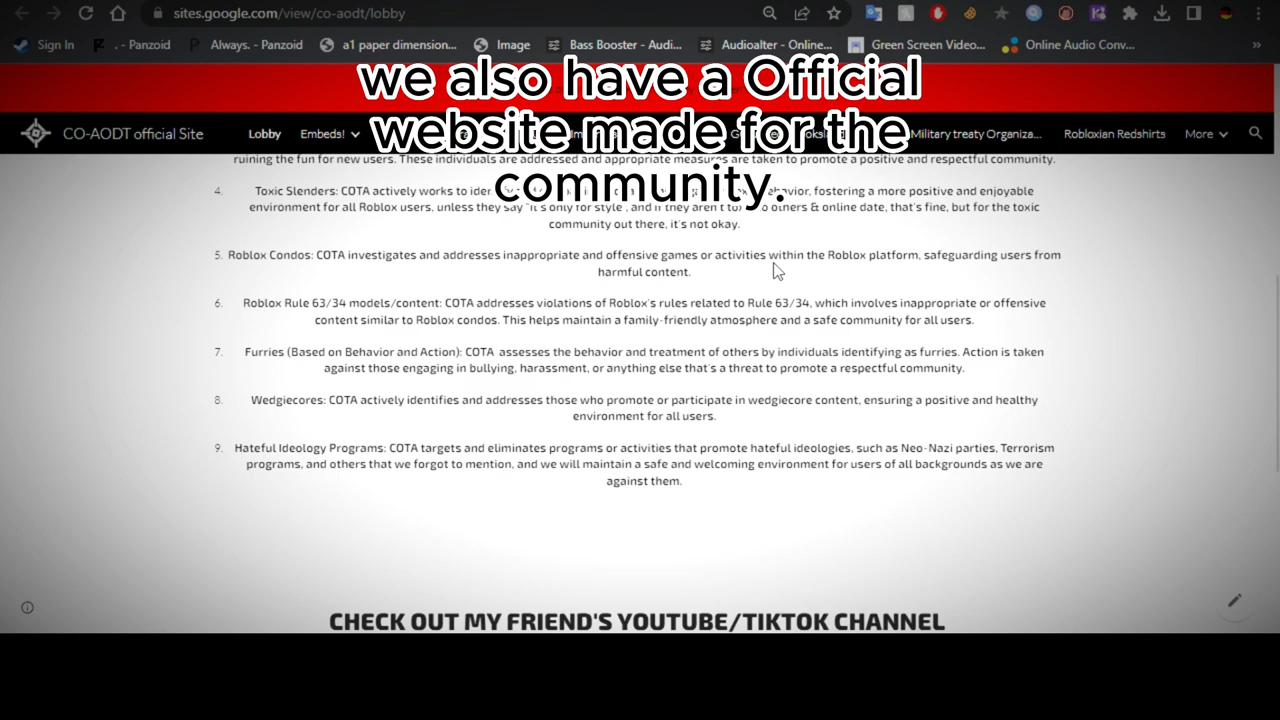 sites.google.com/view/co-aodt/lobby
Sign In
. - Panzoid
Always. - Panzoid
a1 paper dimension...
Image
Bass Booster - Audi...
Audioalter - Online...
Green Screen Video...
Online Audio Conv...
»
we also have a Official
website made for the
community.
CO-AODT official Site
Lobby
Embeds!
Military treaty Organiza...
Robloxian Redshirts
More
ruining the fun for new users. These individuals are addressed and appropriate measures are taken to promote a positive and respectful community.
4. Toxic Slenders: COTA actively works to behavior, fostering a more positive and enjoyable
environment for all Roblox users, unless they say "it's only for style", and if they aren't others & online date, that's fine, but for the toxic
community out there, it's not okay.
5. Roblox Condos: COTA investigates and addresses inappropriate and offensive games or activities within the Roblox platform, safeguarding users from
harmful content.
6. Roblox Rule 63/34 models/content: COTA addresses violations of Roblox's rules related to Rule 63/34, which involves inappropriate or offensive
content similar to Roblox condos. This helps maintain a family-friendly atmosphere and a safe community for all users.
7. Furries (Based on Behavior and Action): COTA assesses the behavior and treatment of others by individuals identifying as furries. Action is taken
against those engaging in bullying, harassment, or anything else that's a threat to promote a respectful community.
8. Wedgiecores: COTA actively identifies and addresses those who promote or participate in wedgiecore content, ensuring a positive and healthy
environment for all users.
9. Hateful Ideology Programs: COTA targets and eliminates programs or activities that promote hateful ideologies, such as Neo-Nazi parties, Terrorism
programs, and others that we forgot to mention, and we will maintain a safe and welcoming environment for users of all backgrounds as we are
against them.
CHECK OUT MY FRIEND'S YOUTUBE/TIKTOK CHANNEL